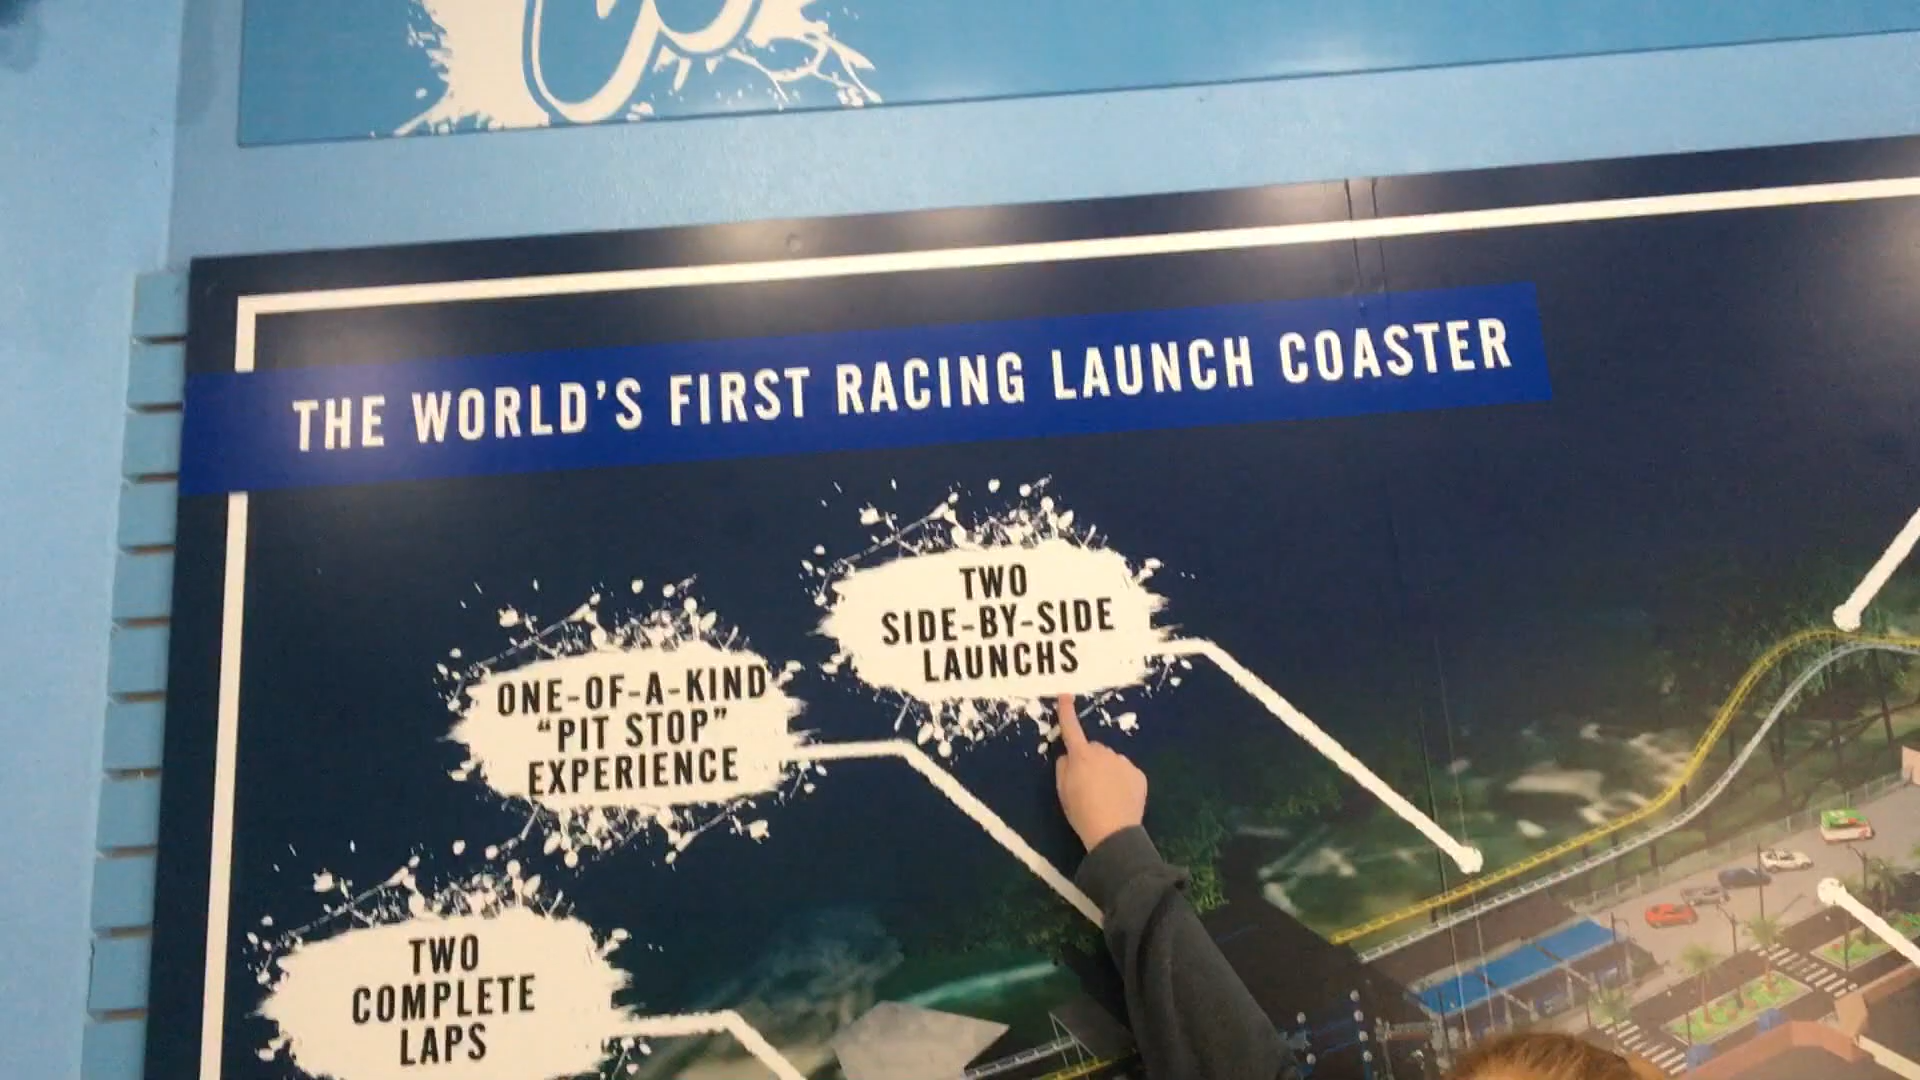 THE WORLD'S FIRST RACING LAUNCH COASTER
TWO
SIDE-BY-SIDE
LAUNCHS
ONE-OF-A-KIND
“PIT STOP”
EXPERIENCE
TWO
COMPLETE
LAPS